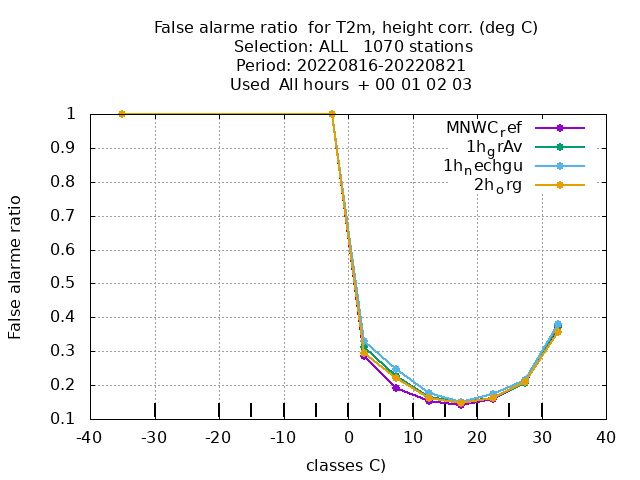 False alarme ratio  for T2m, height corr. (deg C)
Selection: ALL   1070 stations
Period: 20220816-20220821
Used  All hours  + 00 01 02 03
1
0.9
0.8
0.7
0.6
0.5
0.4
0.3
0.2
0.1
False alarme ratio
MNWC_ref
1h_grAv
1h_nechgu
2h_org
-40 -30 -20 -10 0 10 20 30 40
classes C)